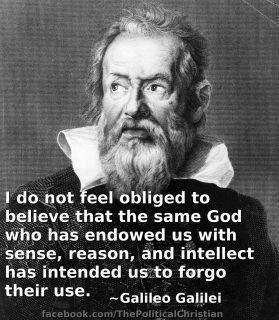 I do not feel obliged to
believe that the same God
who has endowed us with
sense, reason, and intellect
has intended us to forgo
their use.
~Galileo Galilei
facebook.com/ThePoliticalChristian